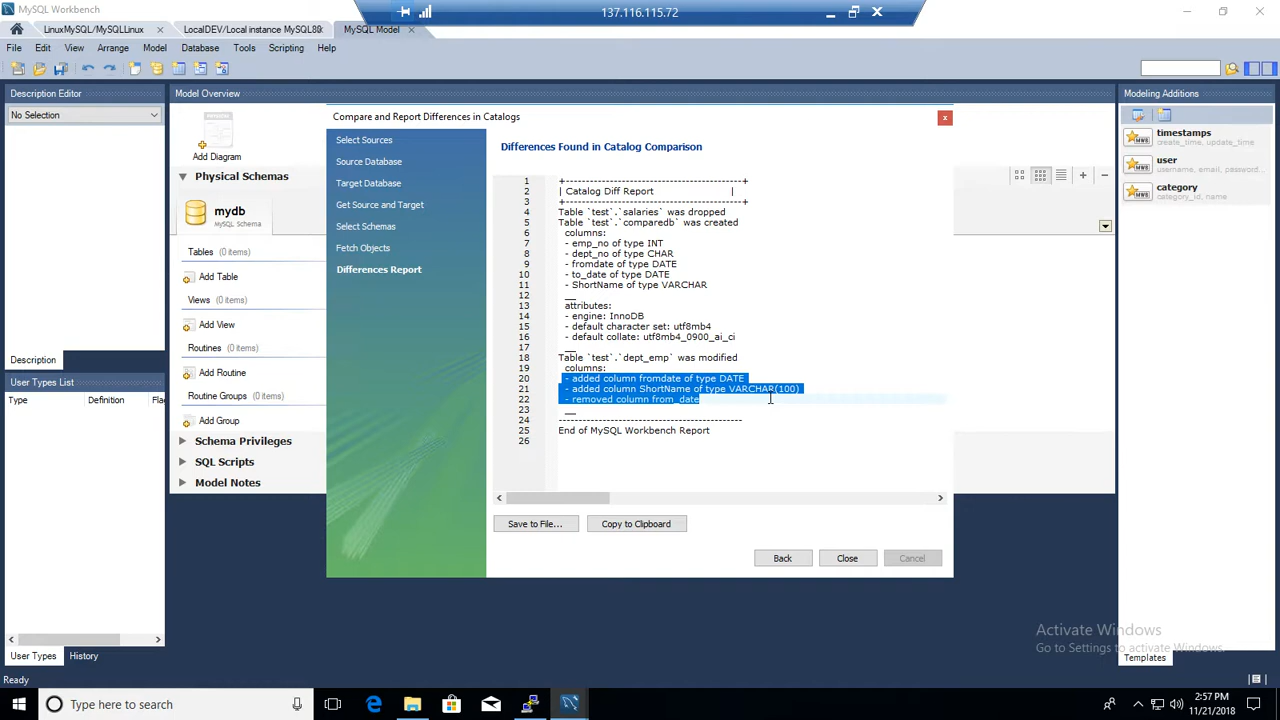 MySQL Workbench
137.116.115.72
LinuxMySQL/MySQLLinux
LocalDEV/Local instance MySQL80
MySQL Model
File Edit View Arrange Model Database Tools Scripting Help
Description Editor
No Selection
Description
User Types List
Type Definition Flag
User Types History
Ready
Model Overview
Add Diagram
Physical Schemas
mydb
MySQL Schema
Tables (0 items)
Add Table
Views (0 items)
Add View
Routines (0 items)
Add Routine
Routine Groups (0 items)
Add Group
Schema Privileges
SQL Scripts
Model Notes
Compare and Report Differences in Catalogs
Select Sources
Source Database
Target Database
Get Source and Target
Select Schemas
Fetch Objects
Differences Report
Differences Found in Catalog Comparison
1 +----------------------------------------------+
2 | Catalog Diff Report |
3 +----------------------------------------------+
4 Table `test`.`salaries` was dropped
5 Table `test`.`comparedb` was created
6 columns:
7 - emp_no of type INT
8 - dept_no of type CHAR
9 - fromdate of type DATE
10 - to_date of type DATE
11 - ShortName of type VARCHAR
12 __
13 attributes:
14 - engine: InnoDB
15 - default character set: utf8mb4
16 - default collate: utf8mb4_0900_ai_ci
17 __
18 Table `test`.`dept_emp` was modified
19 columns:
20 - added column fromdate of type DATE
21 - added column ShortName of type VARCHAR(100)
22 - removed column from_date
23 __
24 ----------------------------------------------
25 End of MySQL Workbench Report
26
Save to File... Copy to Clipboard
Back Close Cancel
Modeling Additions
timestamps
create_time, update_time
user
username, email, password...
category
category_id, name
Activate Windows
Go to Settings to activate Windows.
Templates
Type here to search
2:57 PM
11/21/2018